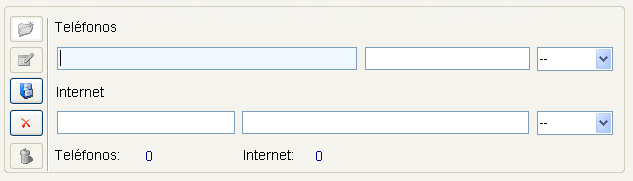 Teléfonos
--
Internet
--
Teléfonos: 0 Internet: 0